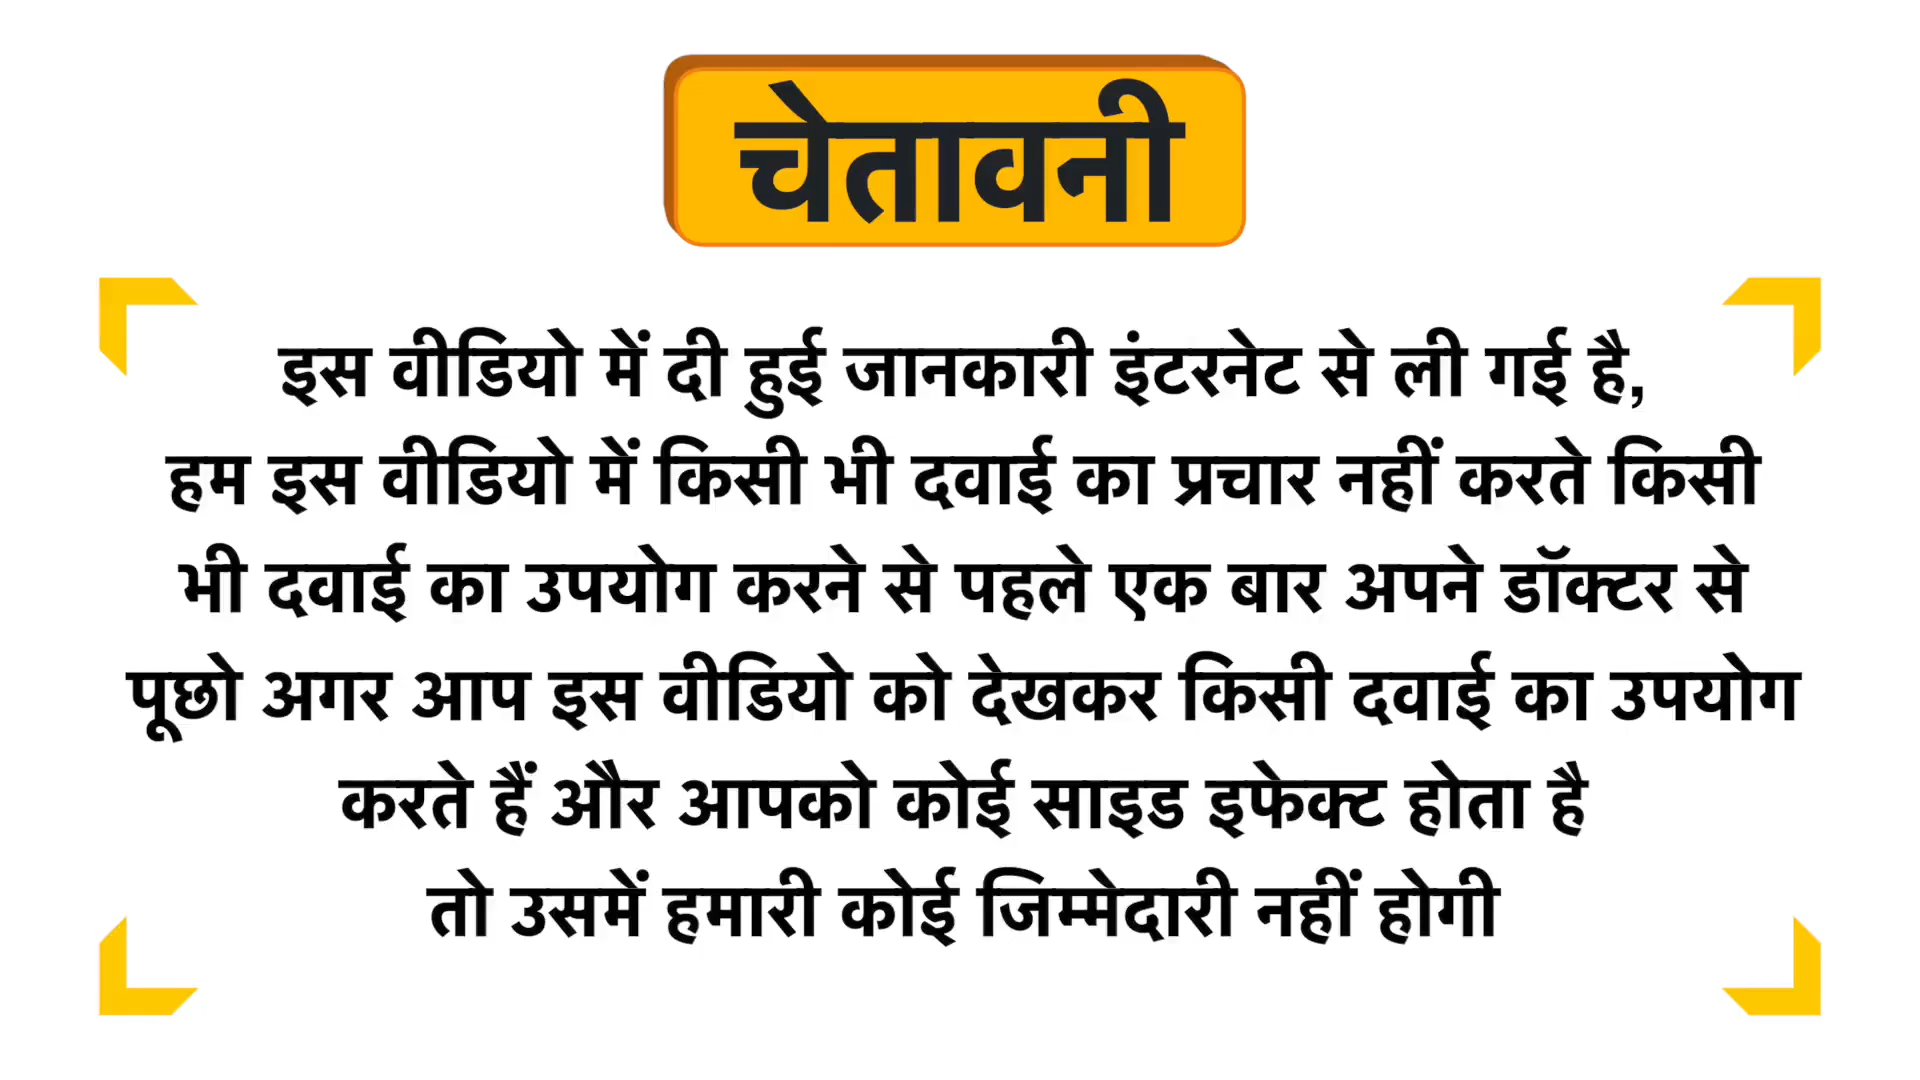 चेतावनी
इस वीडियो में दी हुई जानकारी इंटरनेट से ली गई है,
हम इस वीडियो में किसी भी दवाई का प्रचार नहीं करते किसी
भी दवाई का उपयोग करने से पहले एक बार अपने डॉक्टर से
पूछो अगर आप इस वीडियो को देखकर किसी दवाई का उपयोग
करते हैं और आपको कोई साइड इफेक्ट होता है
तो उसमें हमारी कोई जिम्मेदारी नहीं होगी